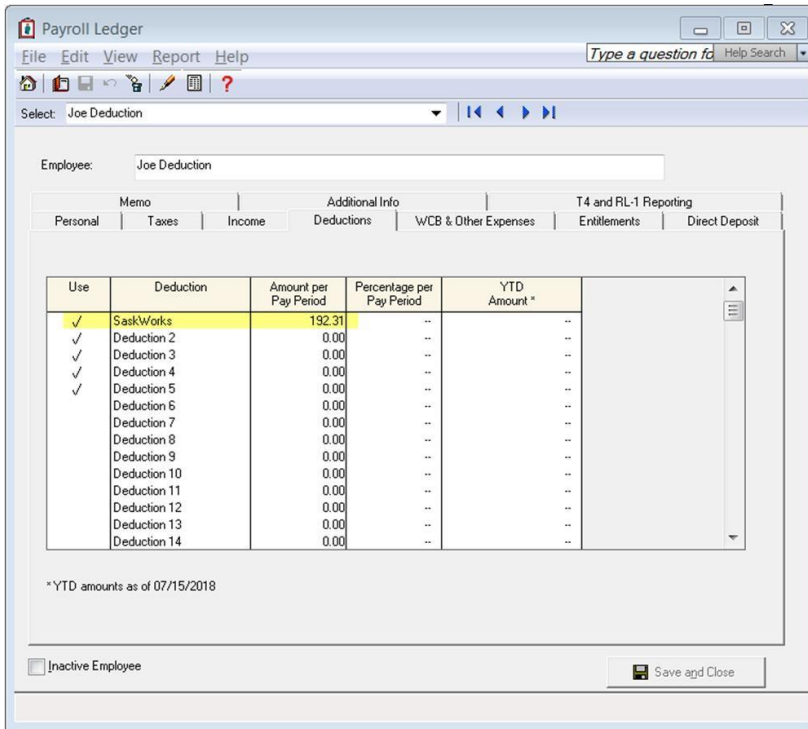 Payroll Ledger
File Edit View Report Help
Type a question fo Help Search
Select: Joe Deduction
Employee: Joe Deduction
Memo Additional Info T4 and RL-1 Reporting
Personal Taxes Income Deductions WCB & Other Expenses Entitlements Direct Deposit
Use Deduction Amount per Percentage per YTD
Pay Period Pay Period Amount *
✓ SaskWorks 192.31 -- --
✓ Deduction 2 0.00 -- --
✓ Deduction 3 0.00 -- --
✓ Deduction 4 0.00 -- --
✓ Deduction 5 0.00 -- --
Deduction 6 0.00 -- --
Deduction 7 0.00 -- --
Deduction 8 0.00 -- --
Deduction 9 0.00 -- --
Deduction 10 0.00 -- --
Deduction 11 0.00 -- --
Deduction 12 0.00 -- --
Deduction 13 0.00 -- --
Deduction 14 0.00 -- --
* YTD amounts as of 07/15/2018
Inactive Employee
Save and Close